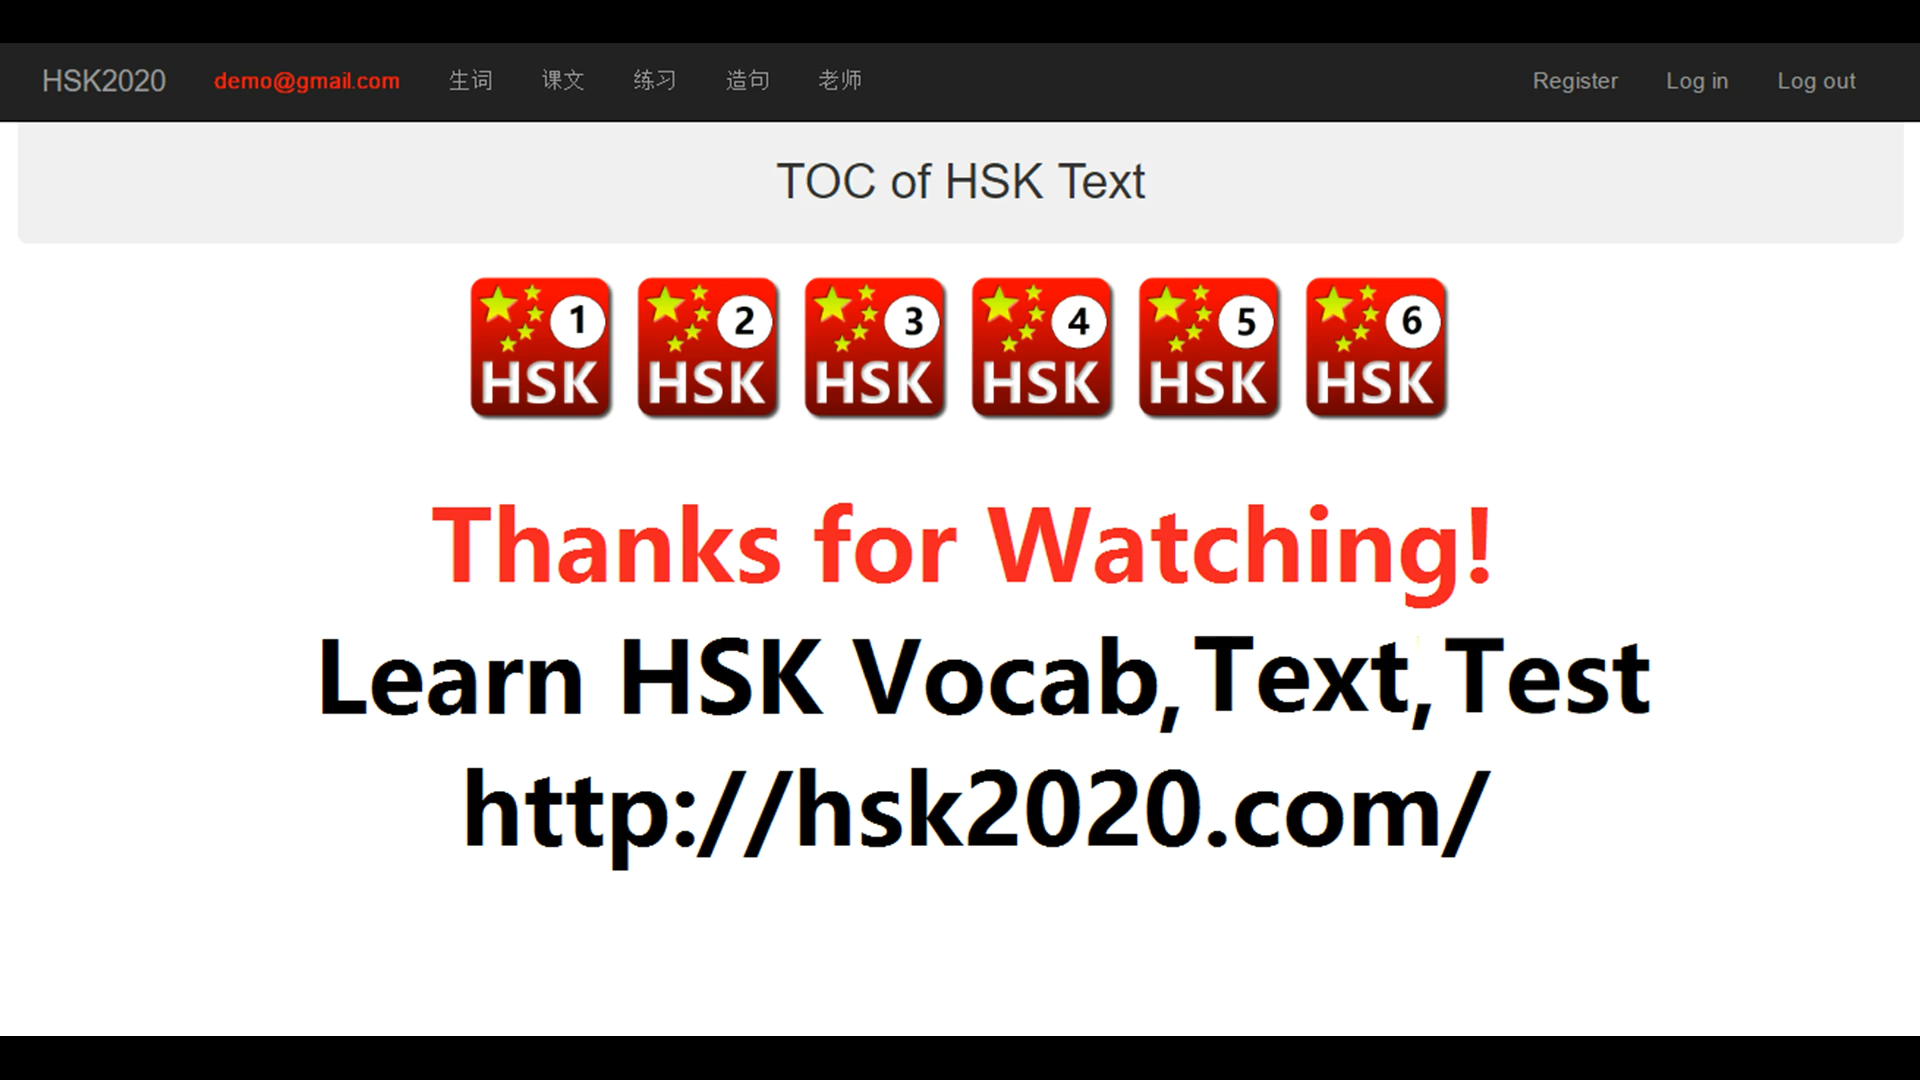 HSK2020 demo@gmail.com 生词 课文 练习 造句 老师 Register Log in Log out
TOC of HSK Text
1 2 3 4 5 6
HSK HSK HSK HSK HSK HSK
Thanks for Watching!
Learn HSK Vocab,Text,Test
http://hsk2020.com/